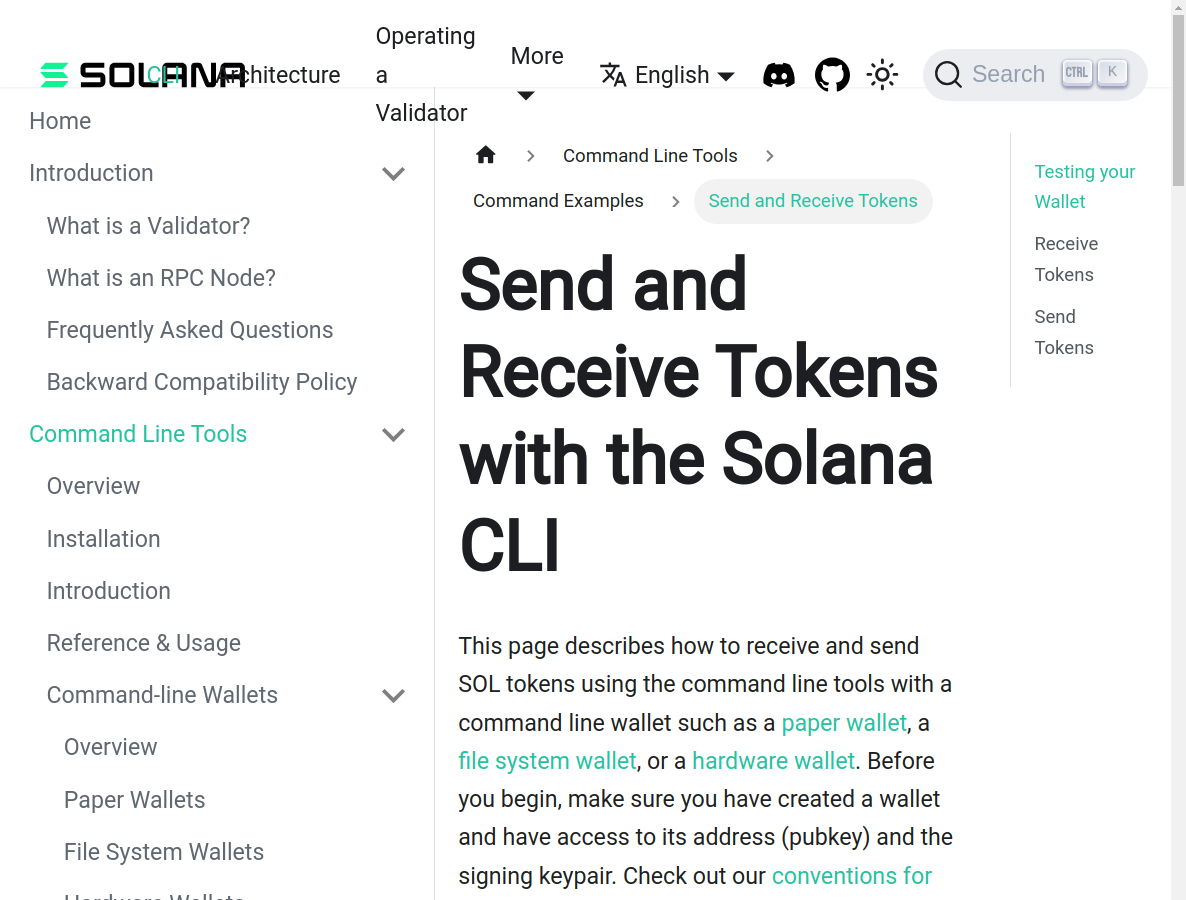 SOLANA
CLI
Architecture
Operating
a
Validator
More
English
Search
CTRL
K
Home
Introduction
What is a Validator?
What is an RPC Node?
Frequently Asked Questions
Backward Compatibility Policy
Command Line Tools
Overview
Installation
Introduction
Reference & Usage
Command-line Wallets
Overview
Paper Wallets
File System Wallets
Hardware Wallets
Command Line Tools
Command Examples
Send and Receive Tokens
Send and
Receive Tokens
with the Solana
CLI
This page describes how to receive and send
SOL tokens using the command line tools with a
command line wallet such as a paper wallet, a
file system wallet, or a hardware wallet. Before
you begin, make sure you have created a wallet
and have access to its address (pubkey) and the
signing keypair. Check out our conventions for
Testing your
Wallet
Receive
Tokens
Send
Tokens